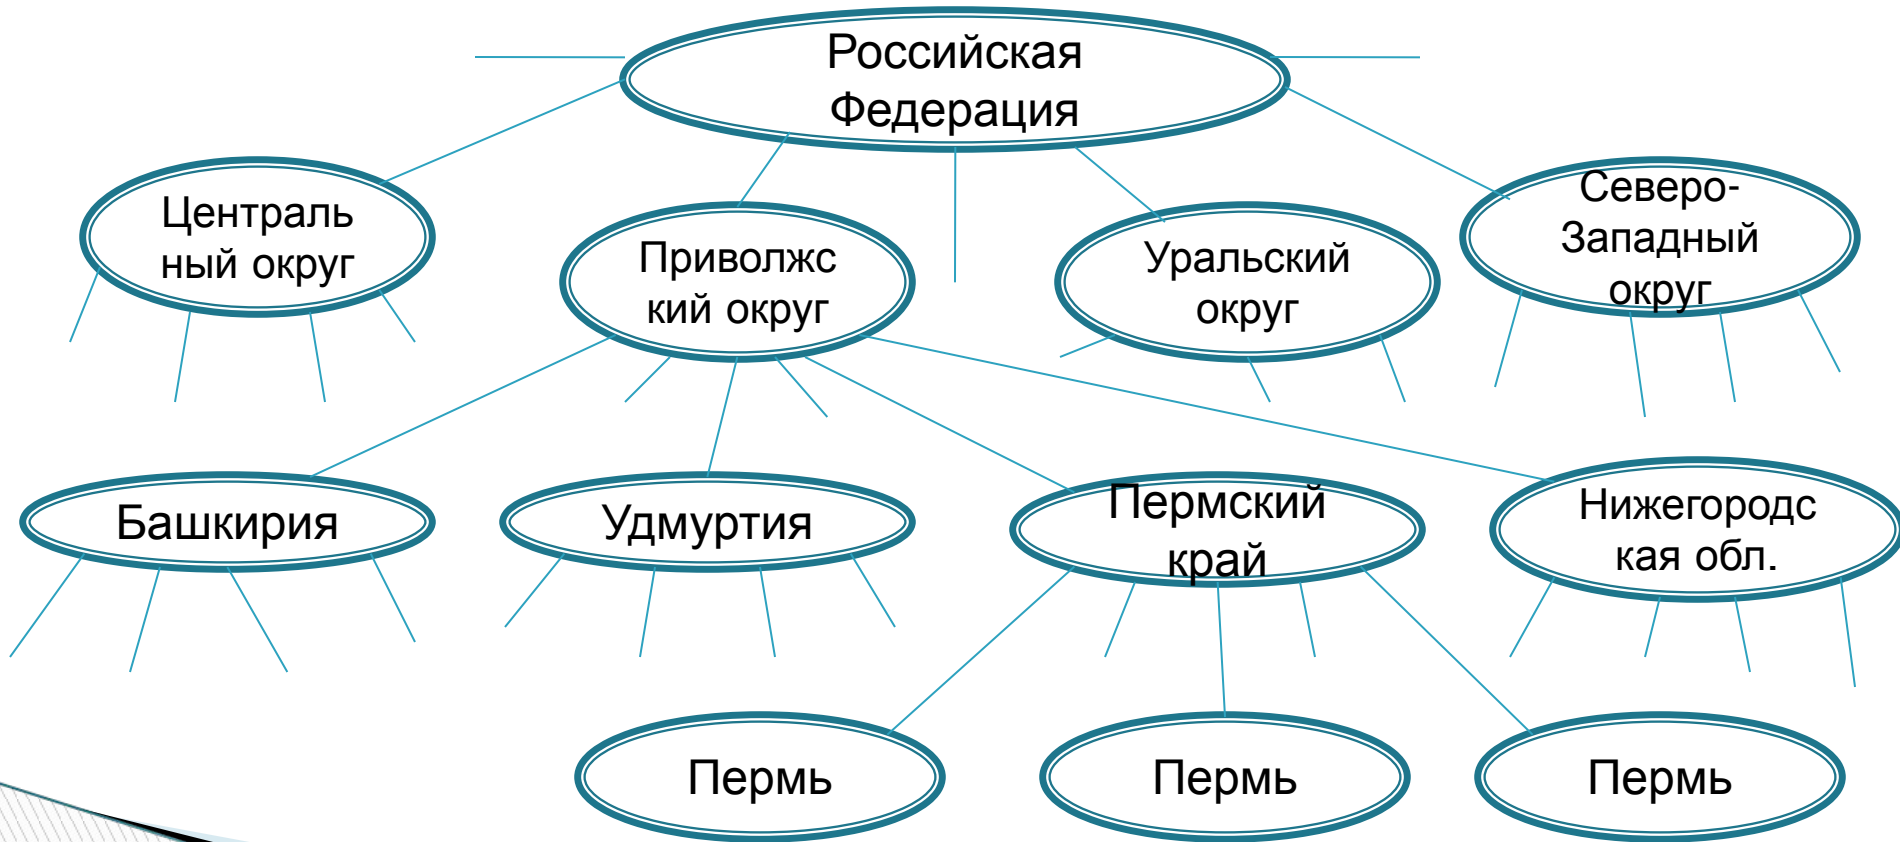 Российская
Федерация
Централь
ный округ
Приволжс
кий округ
Уральский
округ
Северо-
Западный
округ
Башкирия
Удмуртия
Пермский
край
Нижегородс
кая обл.
Пермь
Пермь
Пермь